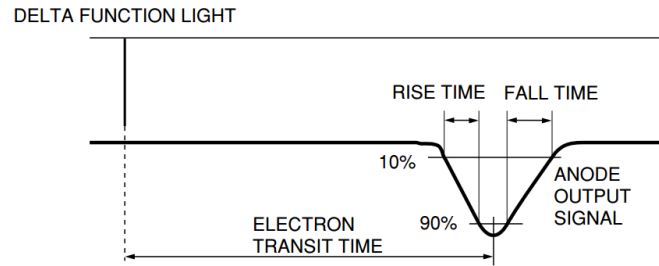 DELTA FUNCTION LIGHT
RISE TIME
FALL TIME
10%
ANODE
OUTPUT
SIGNAL
90%
ELECTRON
TRANSIT TIME